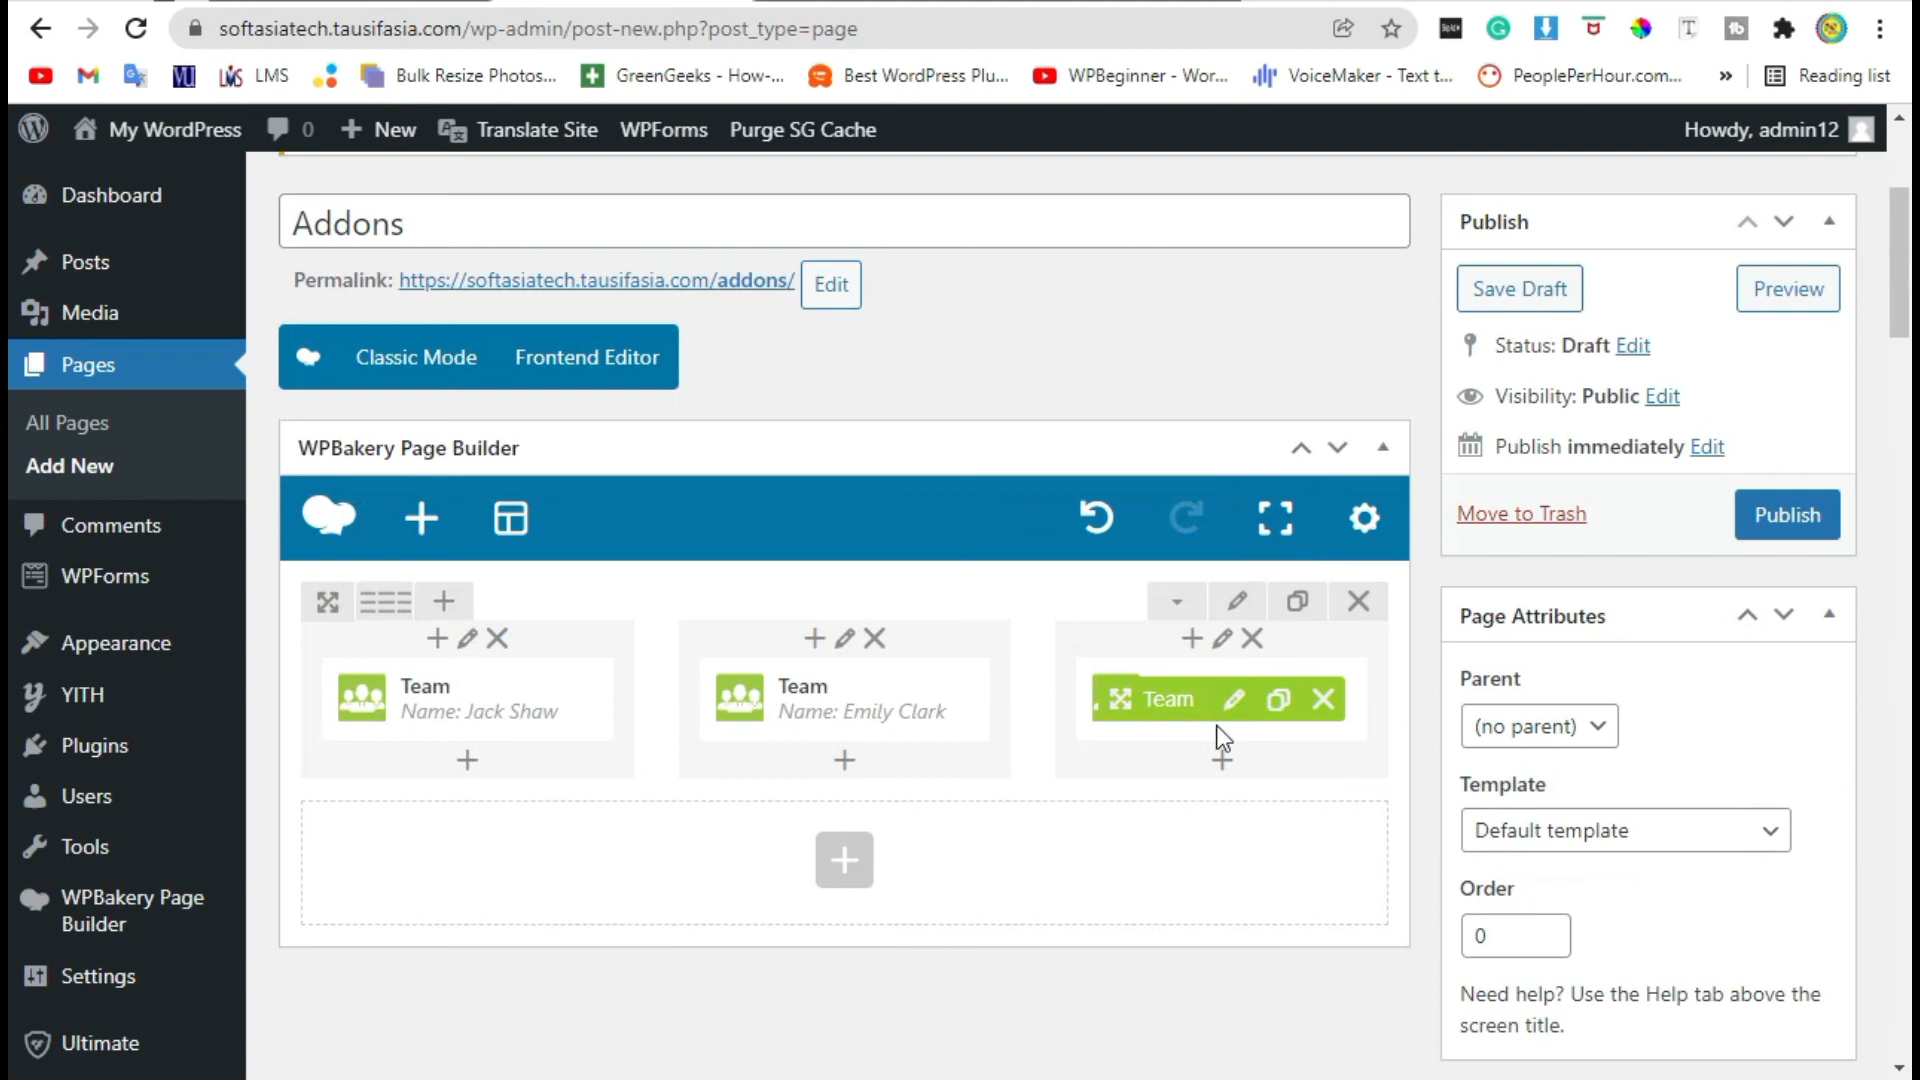 softasiatech.tausifasia.com/wp-admin/post-new.php?post_type=page
LMS
Bulk Resize Photos...
GreenGeeks - How-...
Best WordPress Plu...
WPBeginner - Wor...
VoiceMaker - Text t...
PeoplePerHour.com...
»
Reading list
My WordPress
0
New
Translate Site
WPForms
Purge SG Cache
Howdy, admin12
Dashboard
Posts
Media
Pages
All Pages
Add New
Comments
WPForms
Appearance
YITH
Plugins
Users
Tools
WPBakery Page
Builder
Settings
Ultimate
Addons
Permalink: https://softasiatech.tausifasia.com/addons/ Edit
Classic Mode
Frontend Editor
WPBakery Page Builder
Team
Name: Jack Shaw
Team
Name: Emily Clark
Team
Publish
Save Draft
Preview
Status: Draft Edit
Visibility: Public Edit
Publish immediately Edit
Move to Trash
Publish
Page Attributes
Parent
(no parent)
Template
Default template
Order
0
Need help? Use the Help tab above the
screen title.